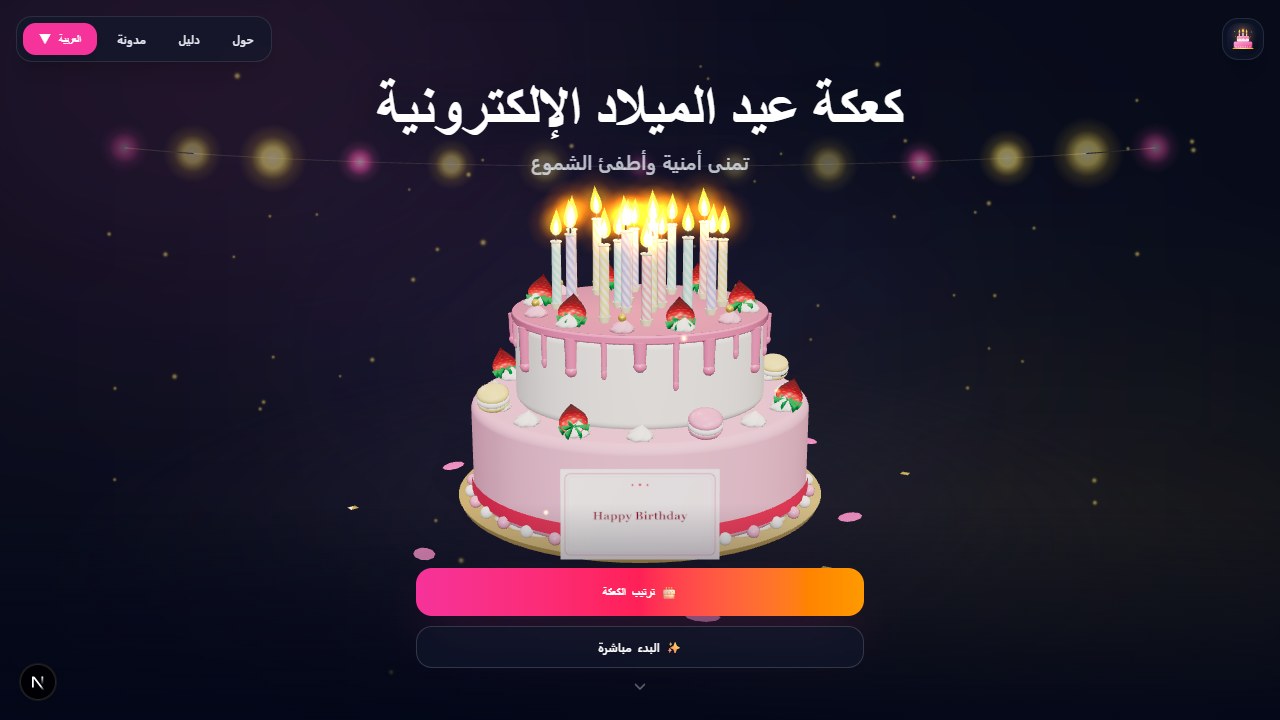 حول
دليل
مدونة
العربية ▼
كعكة عيد الميلاد الإلكترونية
تمنى أمنية وأطفئ الشموع
Happy Birthday
ترتيب الكعكة
البدء مباشرة
N